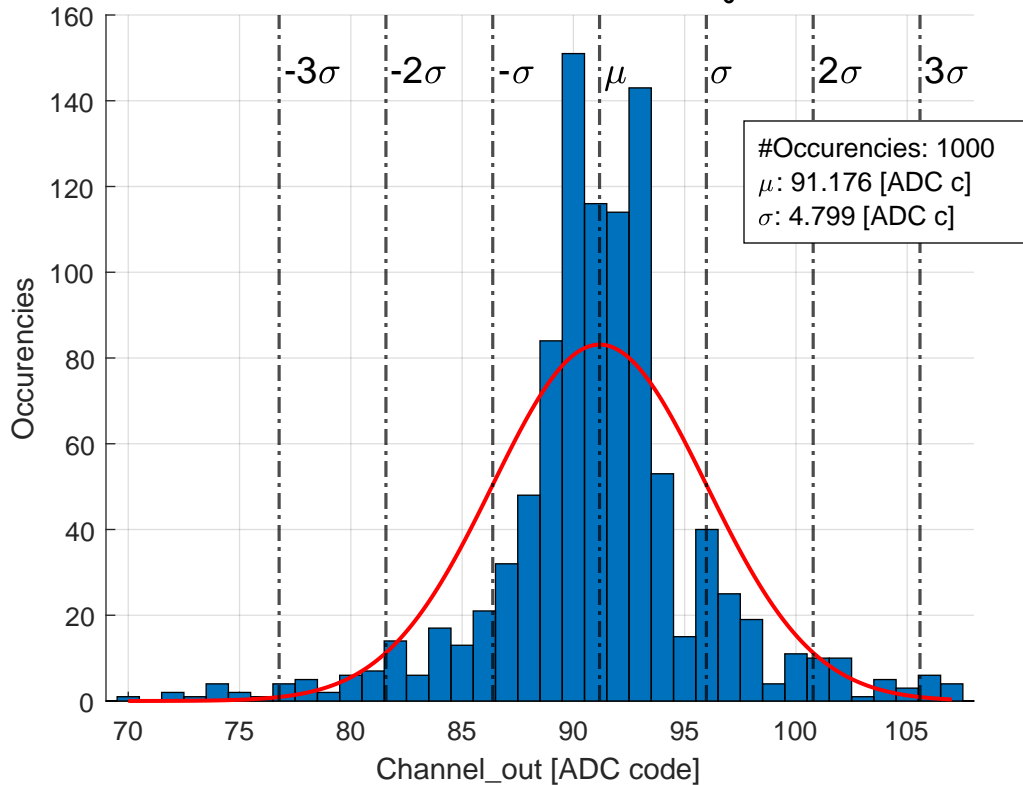 160
140
120
100
80
60
40
20
0
Occurencies
-3σ
-2σ
-σ
μ
σ
2σ
3σ
#Occurencies: 1000
μ: 91.176 [ADC c]
σ: 4.799 [ADC c]
70
75
80
85
90
95
100
105
Channel_out [ADC code]